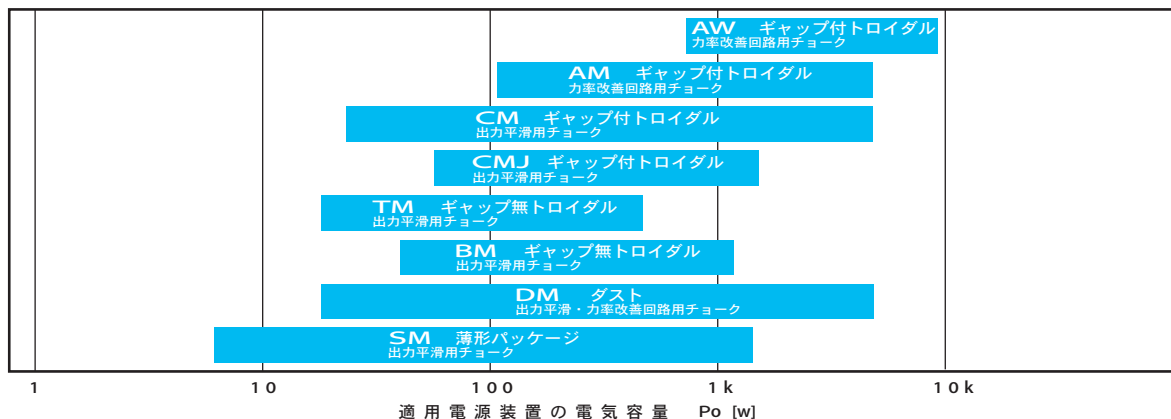 AW ギャップ付トロイダル
力率改善回路用チョーク
AM ギャップ付トロイダル
力率改善回路用チョーク
CM ギャップ付トロイダル
出力平滑用チョーク
CMJ ギャップ付トロイダル
出力平滑用チョーク
TM ギャップ無トロイダル
出力平滑用チョーク
BM ギャップ無トロイダル
出力平滑用チョーク
DM ダスト
出力平滑・力率改善回路用チョーク
SM 薄形パッケージ
出力平滑用チョーク
1 10 100 1k 10k
適用電源装置の電気容量 Po [w]